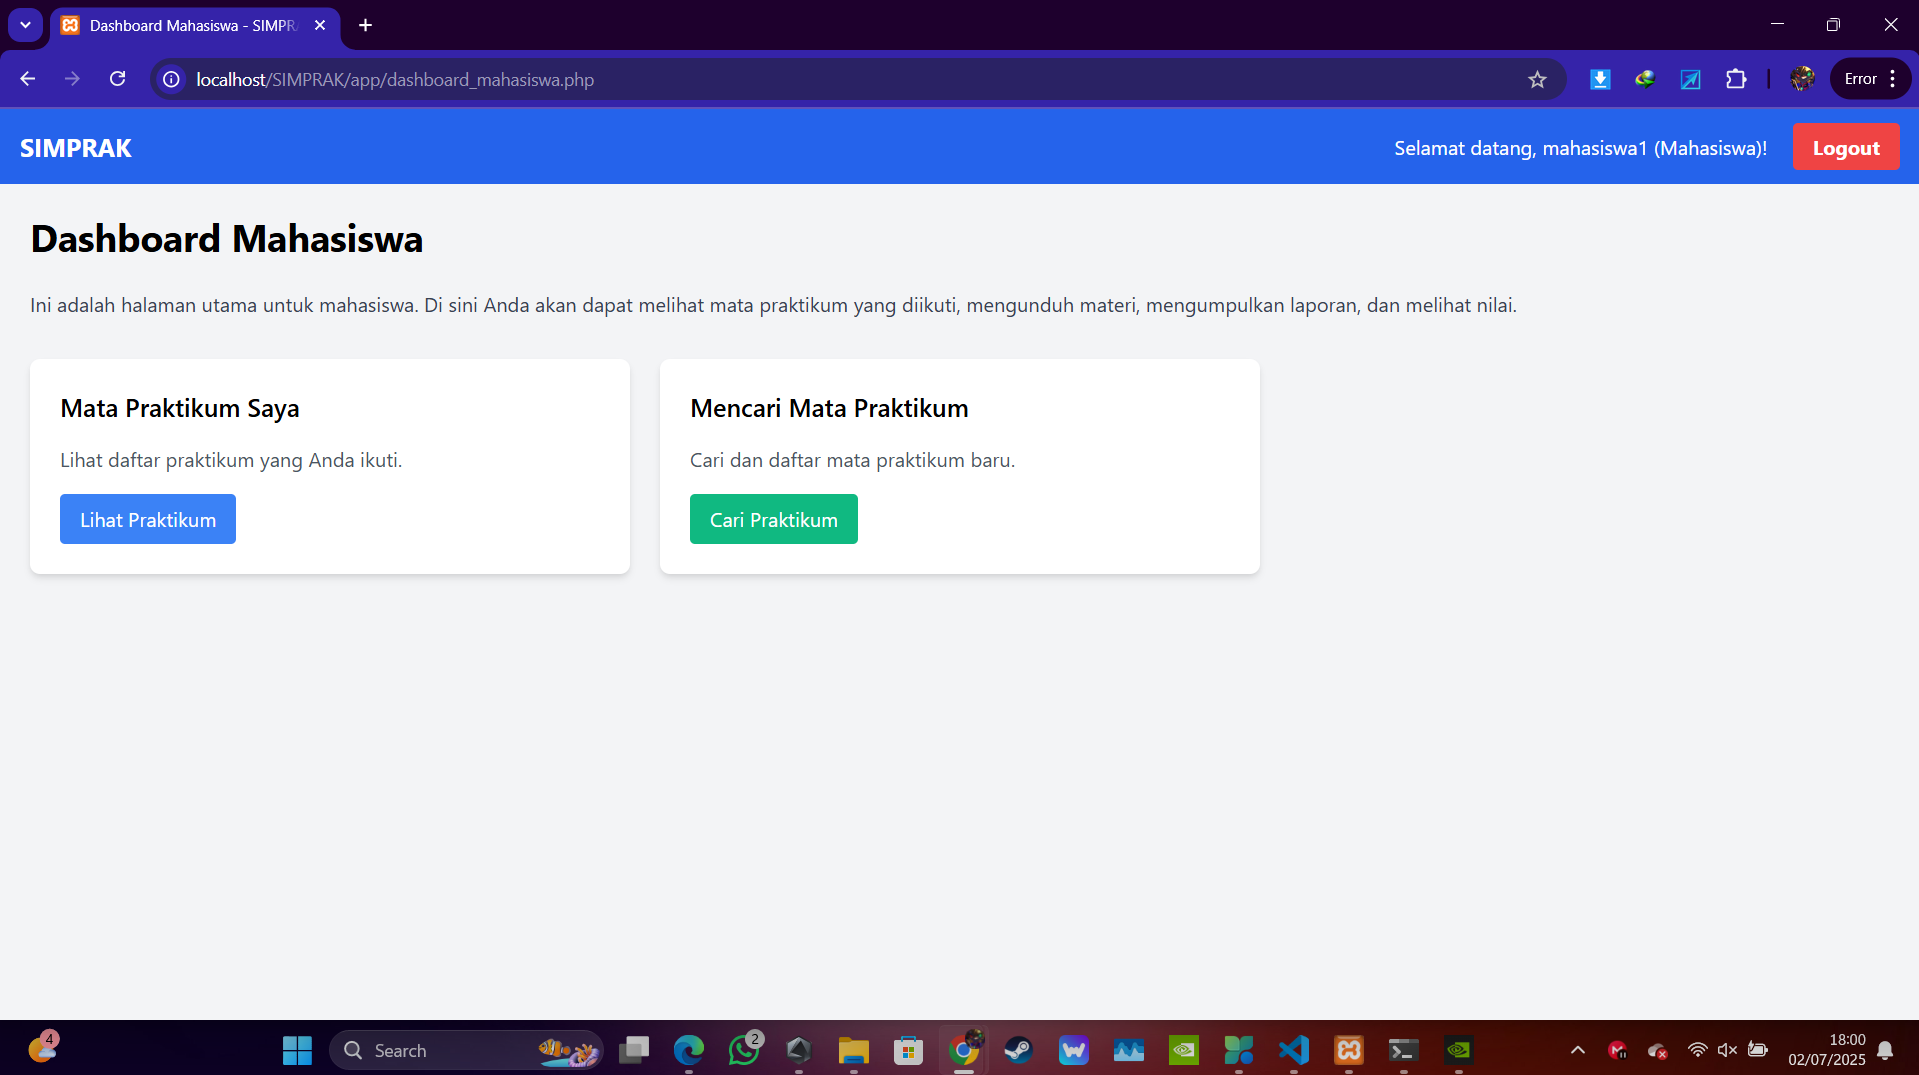 Dashboard Mahasiswa - SIMPR
localhost/SIMPRAK/app/dashboard_mahasiswa.php
Error
SIMPRAK
Selamat datang, mahasiswa1 (Mahasiswa)!
Logout
Dashboard Mahasiswa
Ini adalah halaman utama untuk mahasiswa. Di sini Anda akan dapat melihat mata praktikum yang diikuti, mengunduh materi, mengumpulkan laporan, dan melihat nilai.
Mata Praktikum Saya
Lihat daftar praktikum yang Anda ikuti.
Lihat Praktikum
Mencari Mata Praktikum
Cari dan daftar mata praktikum baru.
Cari Praktikum
4
Search
2
18:00
02/07/2025